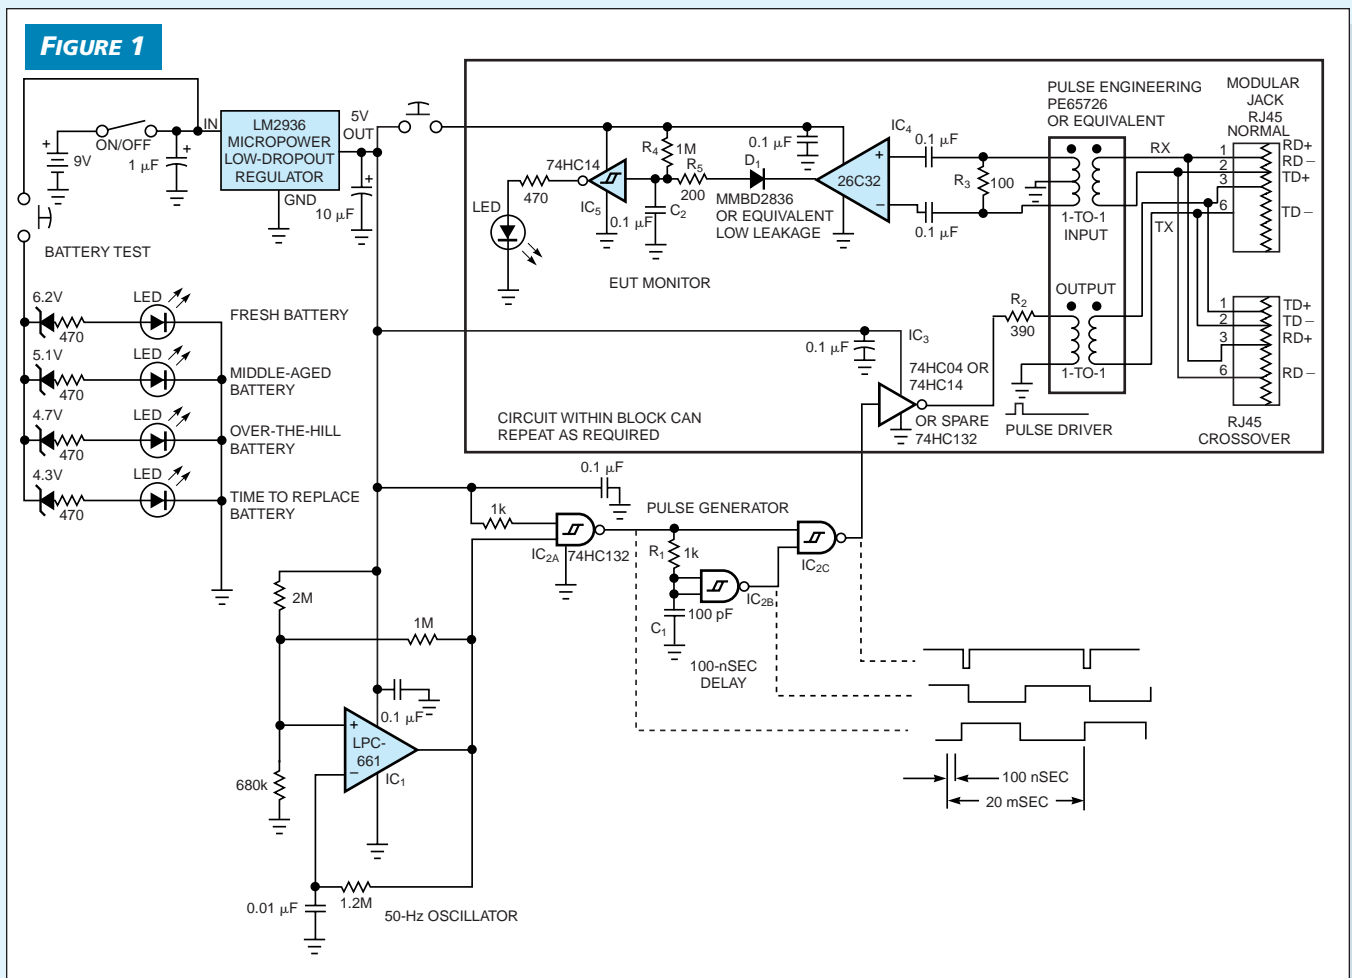 FIGURE 1
IN
LM2936
MICROPOWER
LOW-DROPOUT
REGULATOR
5V
OUT
GND
ON/OFF
+
9V
1 µF
+
10 µF
+
BATTERY TEST
6.2V
470
LED
FRESH BATTERY
5.1V
470
LED
MIDDLE-AGED
BATTERY
4.7V
470
LED
OVER-THE-HILL
BATTERY
4.3V
470
LED
TIME TO REPLACE
BATTERY
LED
470
74HC14
IC5
R4
1M
R5
200
0.1 µF
C2
D1
MMBD2836
OR EQUIVALENT
LOW LEAKAGE
0.1 µF
26C32
+
−
IC4
0.1 µF
0.1 µF
R3
100
EUT MONITOR
PULSE ENGINEERING
PE65726
OR EQUIVALENT
1-TO-1
INPUT
OUTPUT
1-TO-1
RX
TX
MODULAR
JACK
RJ45
NORMAL
1
2
3
6
RD+
RD−
TD+
TD−
1
2
3
6
TD+
TD−
RD+
RD−
RJ45
CROSSOVER
R2
390
0.1 µF
IC3
74HC04 OR
74HC14
OR SPARE
74HC132
PULSE DRIVER
CIRCUIT WITHIN BLOCK CAN
REPEAT AS REQUIRED
0.1 µF
1k
IC2A
74HC132
PULSE GENERATOR
R1
1k
IC2B
100 pF
C1
IC2C
100-nSEC
DELAY
2M
1M
0.1 µF
+
LPC-
661
−
IC1
680k
0.01 µF
1.2M
50-Hz OSCILLATOR
100 nSEC
20 mSEC